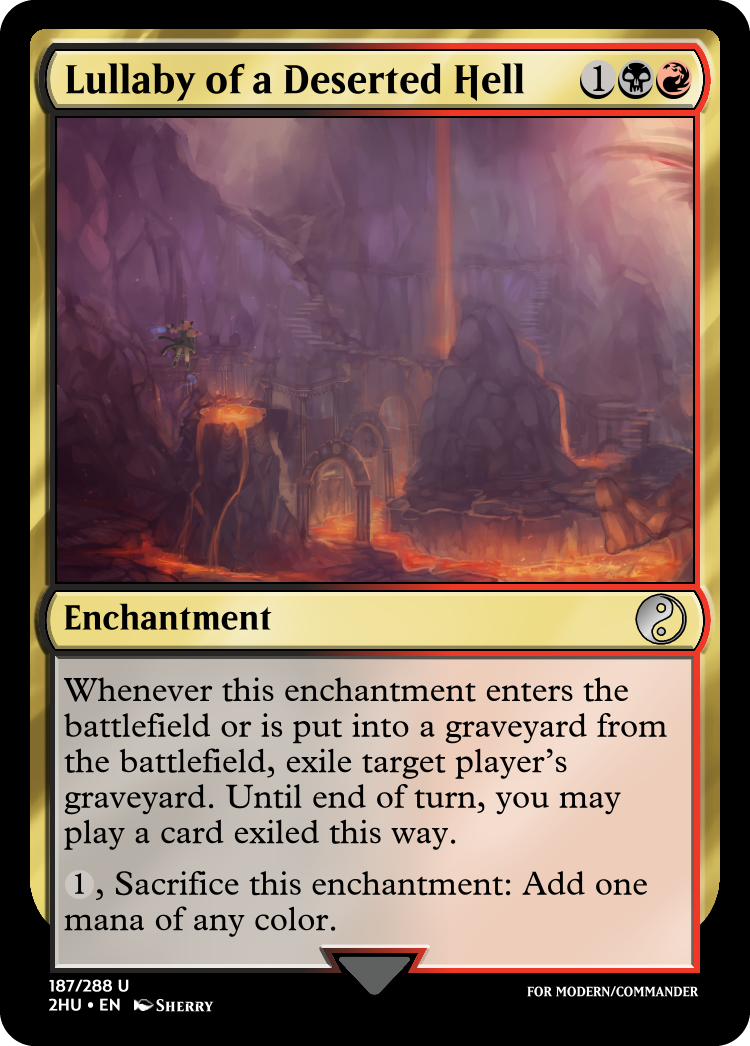 Lullaby of a Deserted Hell 1
Enchantment
Whenever this enchantment enters the
battlefield or is put into a graveyard from
the battlefield, exile target player's
graveyard. Until end of turn, you may
play a card exiled this way.
1, Sacrifice this enchantment: Add one
mana of any color.
187/288 U
2HU • EN SHERRY
FOR MODERN/COMMANDER